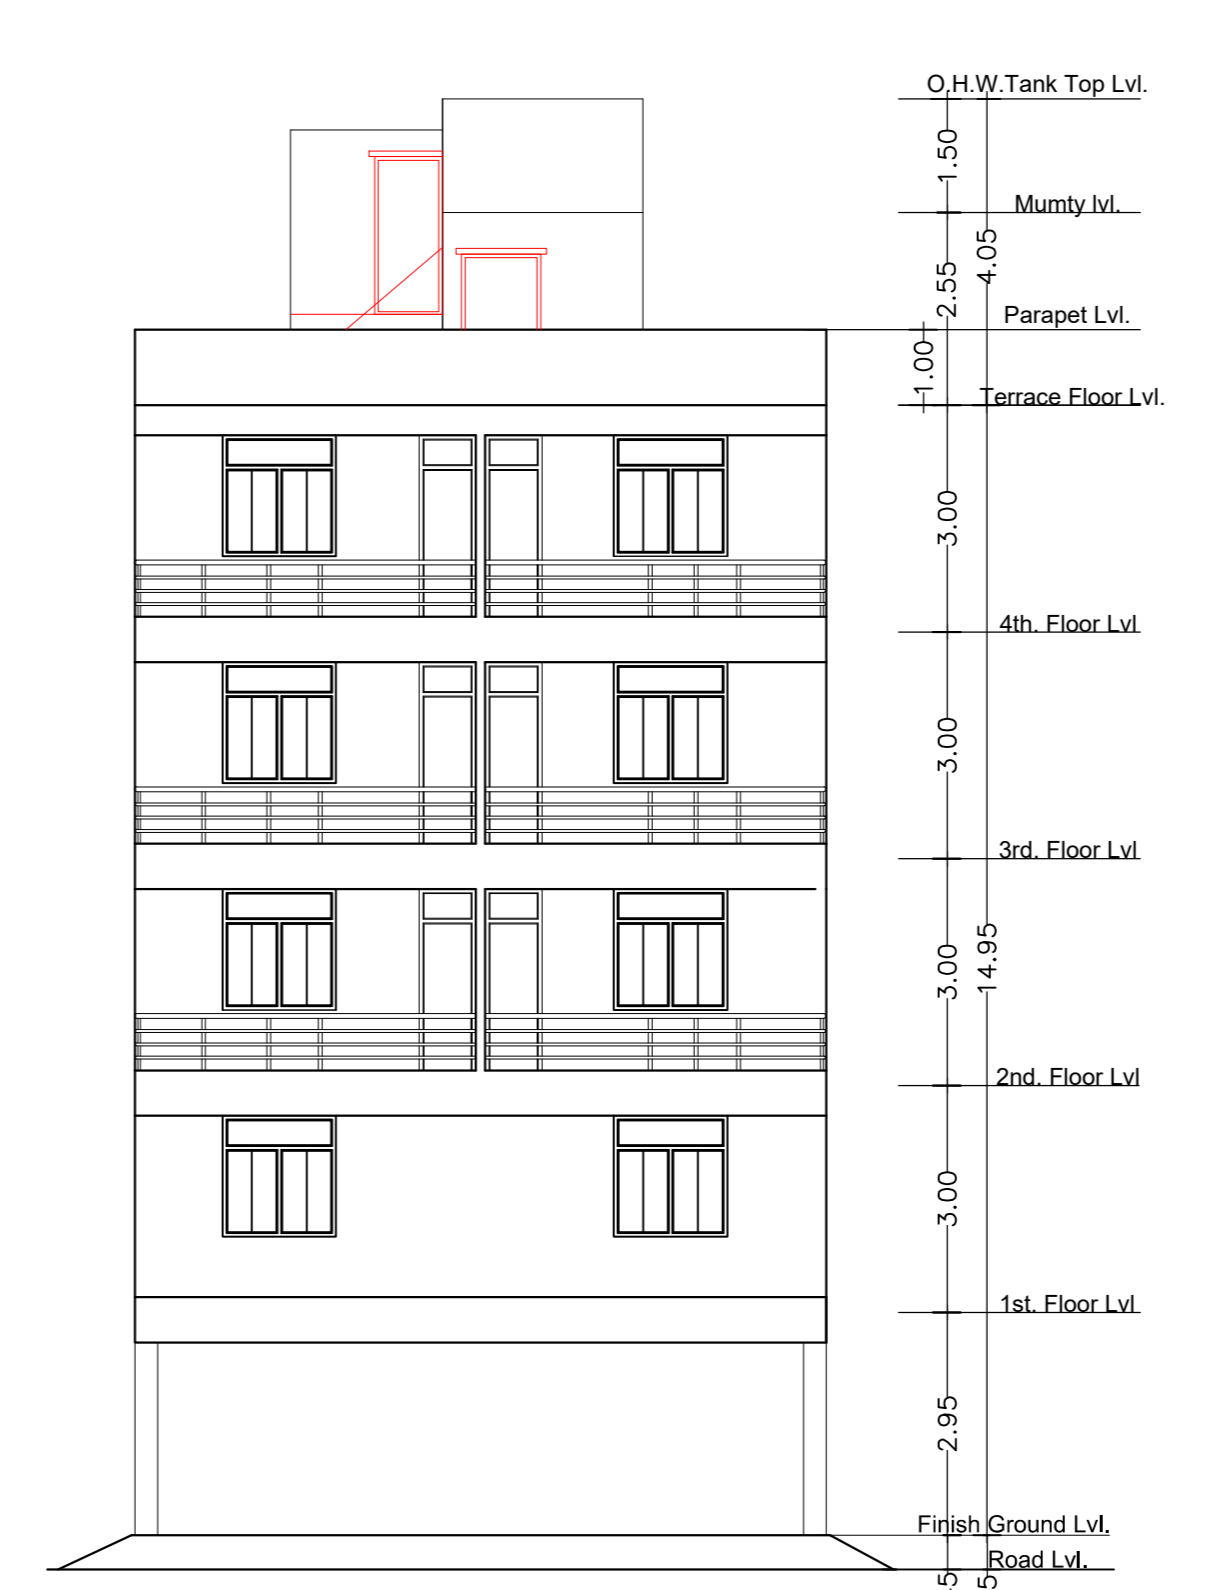 O.H.W.Tank Top Lvl.
1.50
Mumty lvl.
4.05
2.55
Parapet Lvl.
1.00
Terrace Floor Lvl.
3.00
4th. Floor Lvl
3.00
3rd. Floor Lvl
3.00
14.95
2nd. Floor Lvl
3.00
1st. Floor Lvl
2.95
Finish Ground Lvl.
Road Lvl.